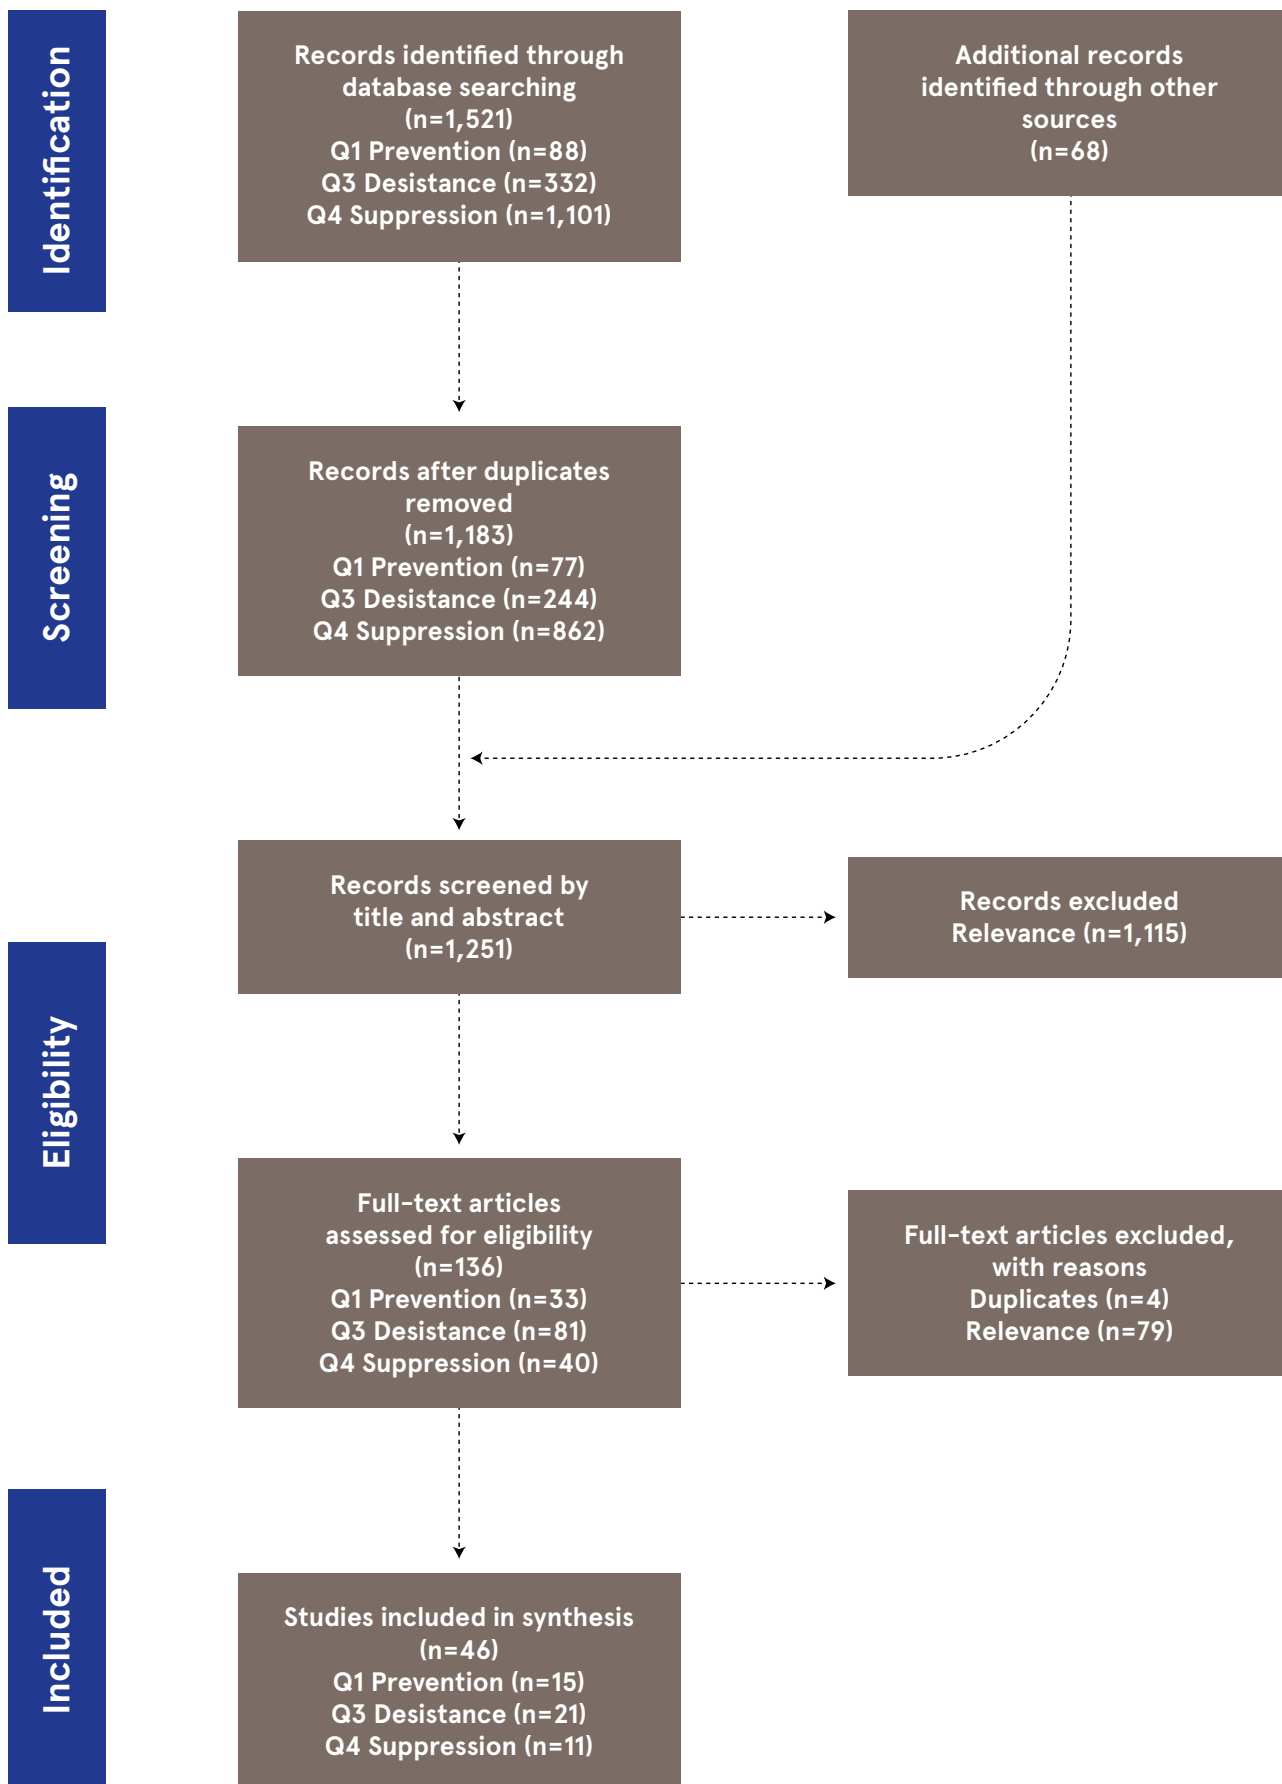 Identification
Records identified through
database searching
(n=1,521)
Q1 Prevention (n=88)
Q3 Desistance (n=332)
Q4 Suppression (n=1,101)
Additional records
identified through other
sources
(n=68)
Screening
Records after duplicates
removed
(n=1,183)
Q1 Prevention (n=77)
Q3 Desistance (n=244)
Q4 Suppression (n=862)
Records screened by
title and abstract
(n=1,251)
Records excluded
Relevance (n=1,115)
Eligibility
Full-text articles
assessed for eligibility
(n=136)
Q1 Prevention (n=33)
Q3 Desistance (n=81)
Q4 Suppression (n=40)
Full-text articles excluded,
with reasons
Duplicates (n=4)
Relevance (n=79)
Included
Studies included in synthesis
(n=46)
Q1 Prevention (n=15)
Q3 Desistance (n=21)
Q4 Suppression (n=11)